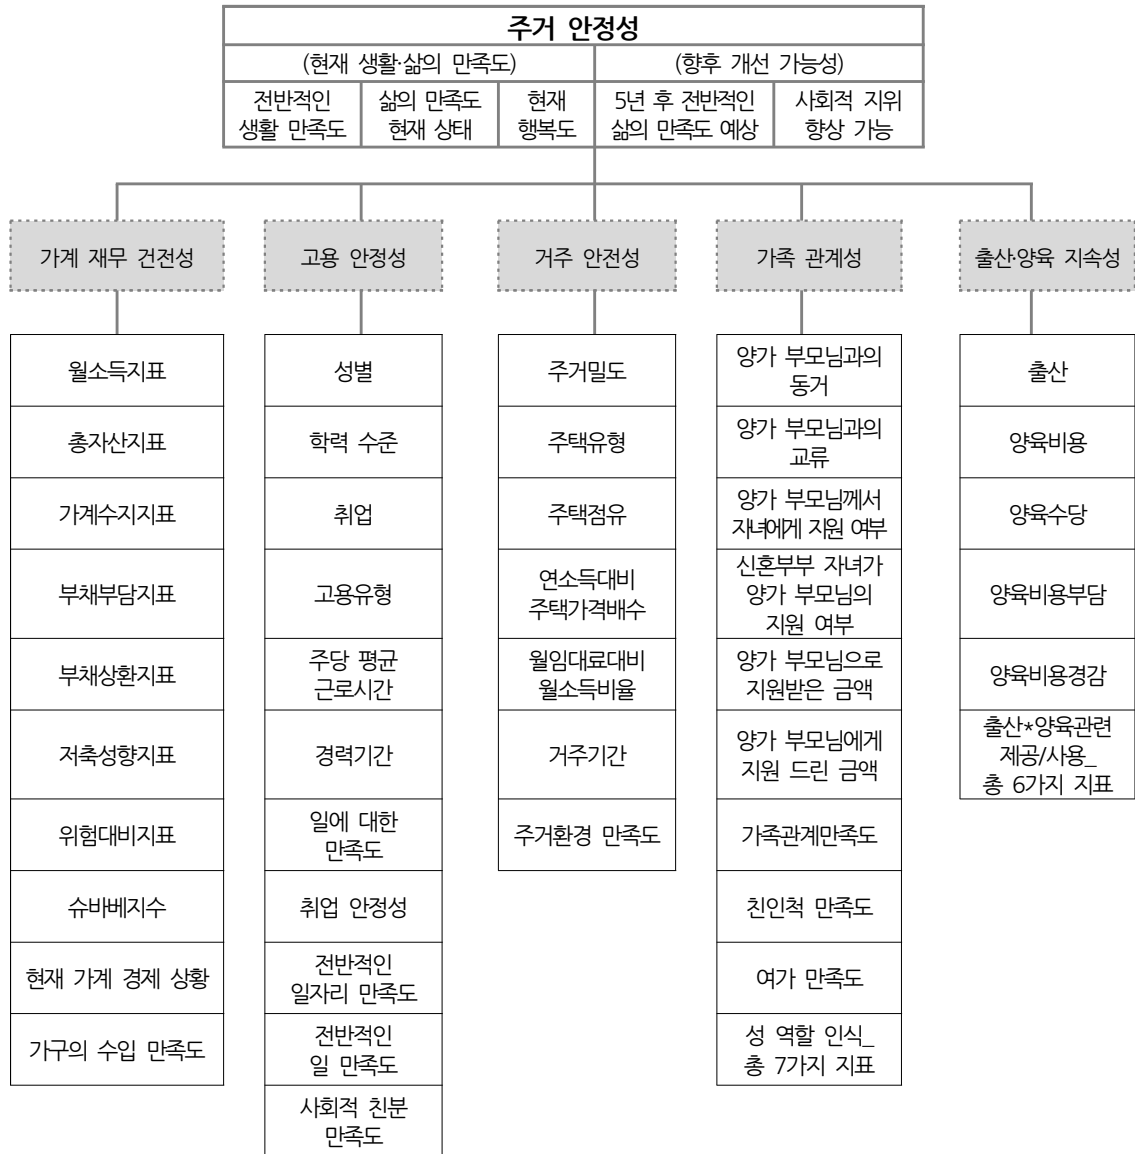 주거 안정성
(현재 생활·삶의 만족도)
(향후 개선 가능성)
전반적인
생활 만족도
삶의 만족도
현재 상태
현재
행복도
5년 후 전반적인
삶의 만족도 예상
사회적 지위
향상 가능
가계 재무 건전성
고용 안정성
거주 안전성
가족 관계성
출산·양육 지속성
월소득지표
총자산지표
가계수지지표
부채부담지표
부채상환지표
저축성향지표
위험대비지표
슈바베지수
현재 가계 경제 상황
가구의 수입 만족도
성별
학력 수준
취업
고용유형
주당 평균
근로시간
경력기간
일에 대한
만족도
취업 안정성
전반적인
일자리 만족도
전반적인
일 만족도
사회적 친분
만족도
주거밀도
주택유형
주택점유
연소득대비
주택가격배수
월임대료대비
월소득비율
거주기간
주거환경 만족도
양가 부모님과의
동거
양가 부모님과의
교류
양가 부모님께서
자녀에게 지원 여부
신혼부부 자녀가
양가 부모님의
지원 여부
양가 부모님으로
지원받은 금액
양가 부모님에게
지원 드린 금액
가족관계만족도
친인척 만족도
여가 만족도
성 역할 인식_
총 7가지 지표
출산
양육비용
양육수당
양육비용부담
양육비용경감
출산*양육관련
제공/사용_
총 6가지 지표